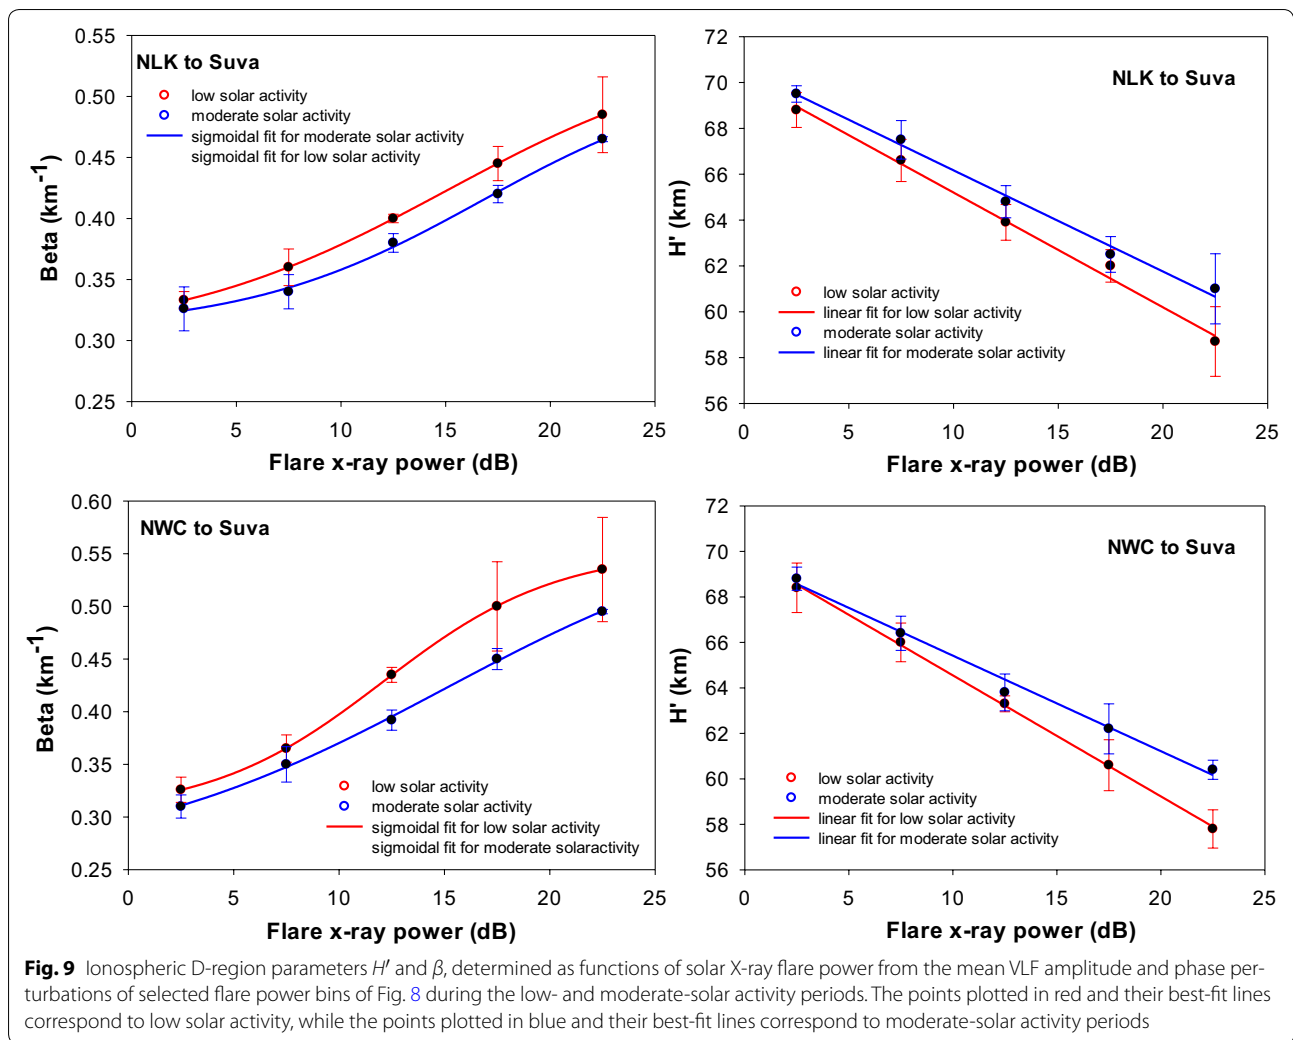 0.55
0.50
0.45
0.40
0.35
0.30
0.25
Beta (km-1)
NLK to Suva
low solar activity
moderate solar activity
sigmoidal fit for moderate solar activity
sigmoidal fit for low solar activity
0 5 10 15 20 25
Flare x-ray power (dB)
72
70
68
66
64
62
60
58
56
H' (km)
NLK to Suva
low solar activity
linear fit for low solar activity
moderate solar activity
linear fit for moderate solar activity
0 5 10 15 20 25
Flare x-ray power (dB)
0.60
0.55
0.50
0.45
0.40
0.35
0.30
0.25
Beta (km-1)
NWC to Suva
low solar activity
moderate solar activity
sigmoidal fit for low solar activity
sigmoidal fit for moderate solaractivity
0 5 10 15 20 25
Flare x-ray power (dB)
72
70
68
66
64
62
60
58
56
H' (km)
NWC to Suva
low solar activity
moderate solar activity
linear fit for low solar activity
linear fit for moderate solar activity
0 5 10 15 20 25
Flare x-ray power (dB)
Fig. 9 Ionospheric D-region parameters H′ and β, determined as functions of solar X-ray flare power from the mean VLF amplitude and phase per-
turbations of selected flare power bins of Fig. 8 during the low- and moderate-solar activity periods. The points plotted in red and their best-fit lines
correspond to low solar activity, while the points plotted in blue and their best-fit lines correspond to moderate-solar activity periods